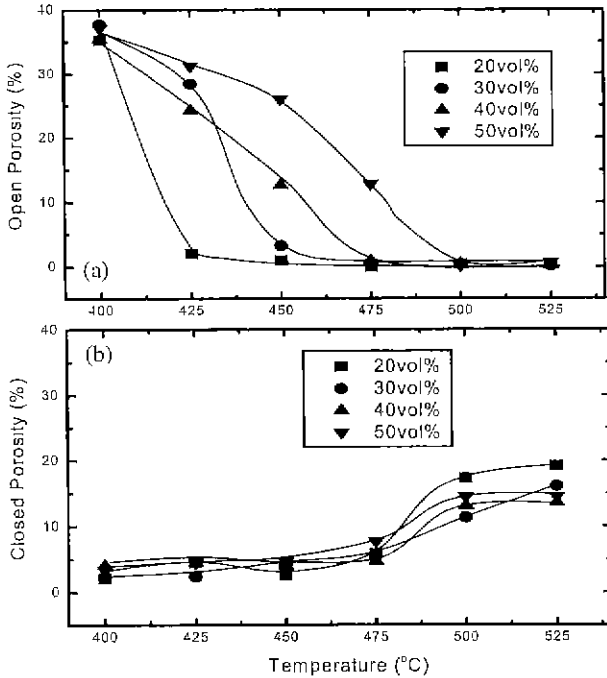 40
30
20
10
0
Open Porosity (%)
20vol%
30vol%
40vol%
50vol%
(a)
400 425 450 475 500 525
40
30
20
10
0
Closed Porosity (%)
(b)
20vol%
30vol%
40vol%
50vol%
400 425 450 475 500 525
Temperature (°C)